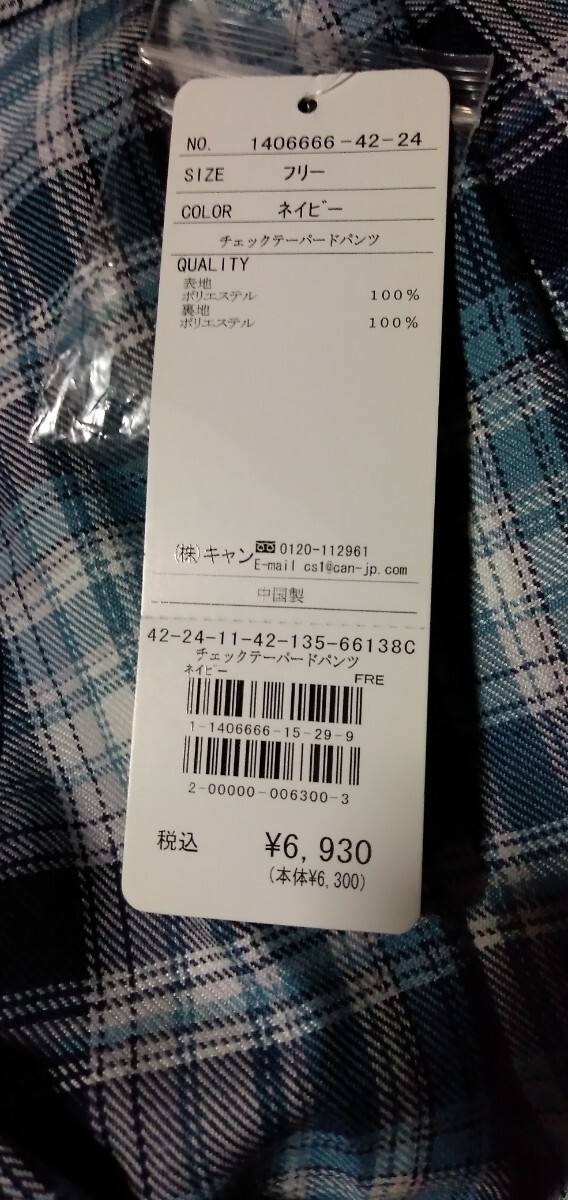 NO. 1406666-42-24
SIZE フリー
COLOR ネイビー
チェックテーパードパンツ
QUALITY
表地
ポリエステル 100%
裏地
ポリエステル 100%
(株)キャン 0120-112961
E-mail cs1@can-jp.com
中国製
42-24-11-42-135-66138C
チェックテーパードパンツ
ネイビー FRE
1-1406666-15-29-9
2-00000-006300-3
税込 ¥6,930
(本体¥6,300)